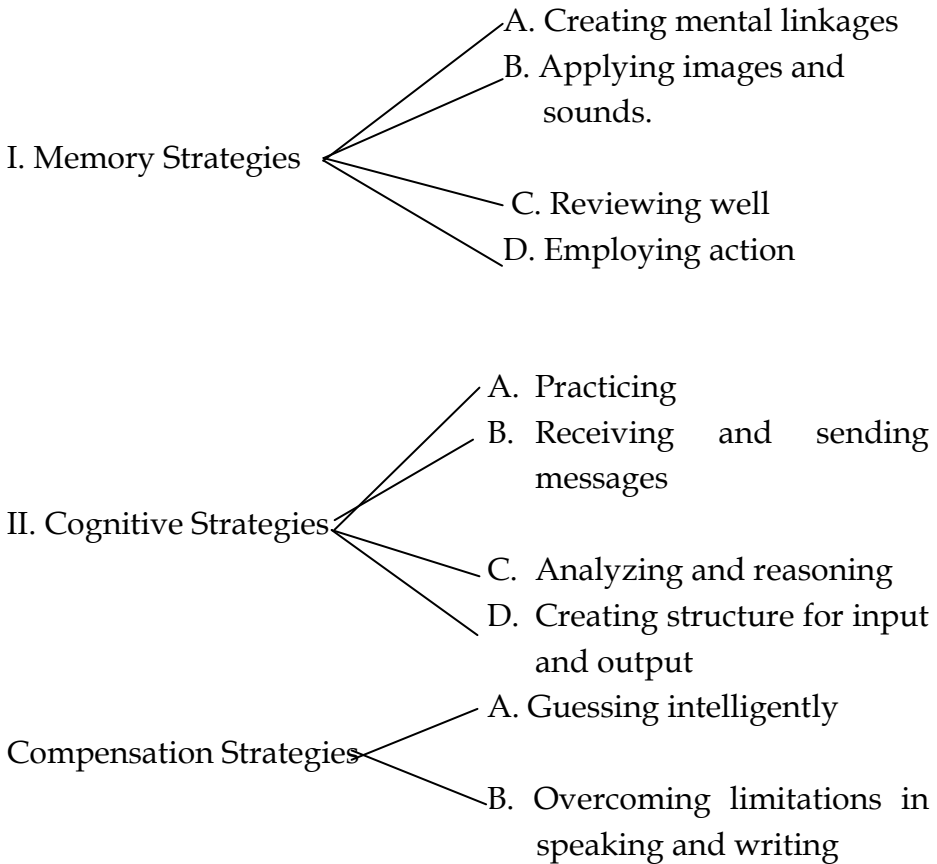 A. Creating mental linkages
B. Applying images and
sounds.
I. Memory Strategies
C. Reviewing well
D. Employing action
A. Practicing
B. Receiving and sending
messages
II. Cognitive Strategies
C. Analyzing and reasoning
D. Creating structure for input
and output
A. Guessing intelligently
Compensation Strategies
B. Overcoming limitations in
speaking and writing